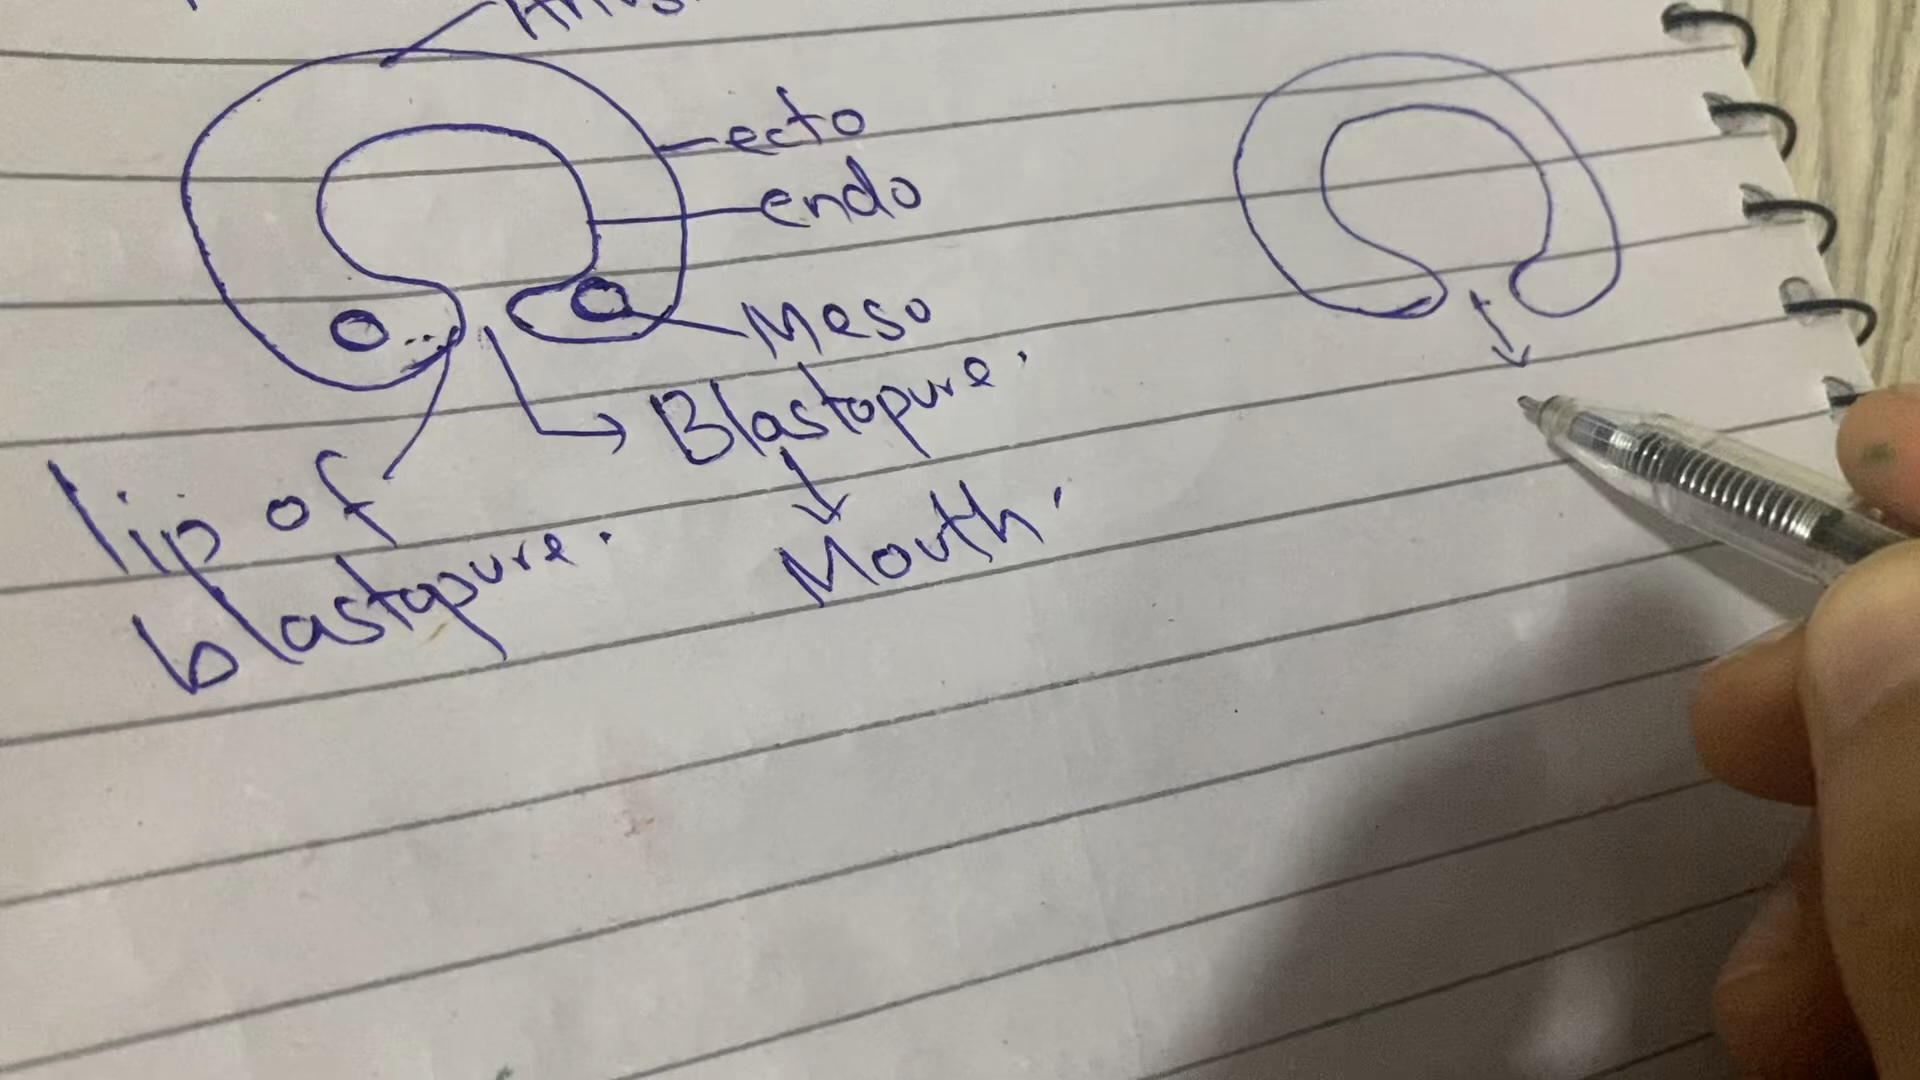 ecto
endo
Meso
Blastopure.
Mouth.
lip of
blastopure.